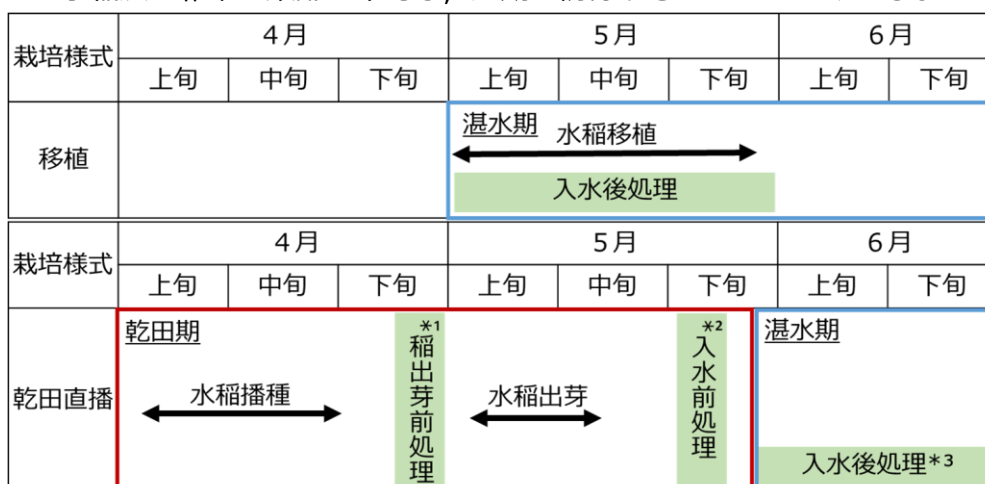 栽培様式
4月
5月
6月
上旬
中旬
下旬
上旬
中旬
下旬
上旬
下旬
移植
湛水期
水稲移植
入水後処理
栽培様式
4月
5月
6月
上旬
中旬
下旬
上旬
中旬
下旬
上旬
下旬
乾田直播
乾田期
水稲播種
*1
稲出芽前処理
水稲出芽
*2
入水前処理
湛水期
入水後処理*3